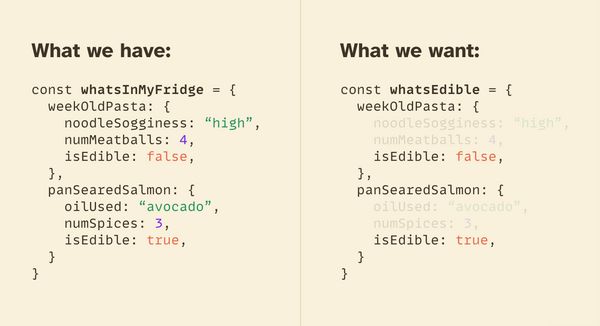 What we have:
const whatsInMyFridge = {
  weekOldPasta: {
    noodleSogginess: “high”,
    numMeatballs: 4,
    isEdible: false,
  },
  panSearedSalmon: {
    oilUsed: “avocado”,
    numSpices: 3,
    isEdible: true,
  }
}
What we want:
const whatsEdible = {
  weekOldPasta: {
    noodleSogginess: “high”,
    numMeatballs: 4,
    isEdible: false,
  },
  panSearedSalmon: {
    oilUsed: “avocado”,
    numSpices: 3,
    isEdible: true,
  }
}